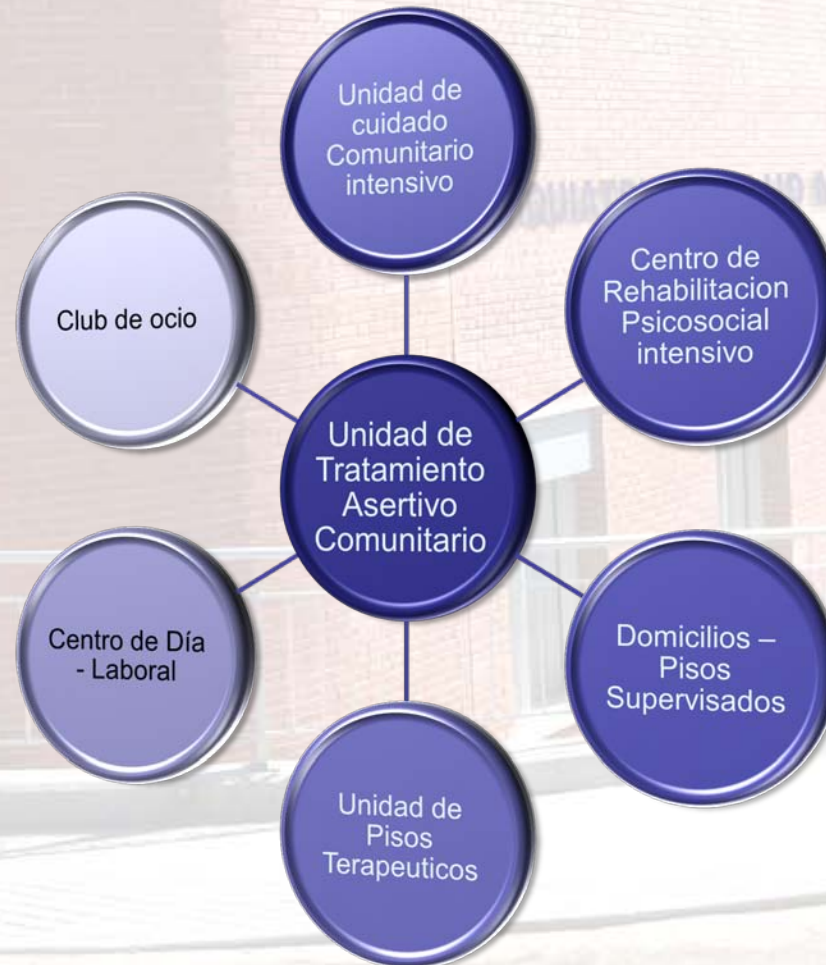 Unidad de
cuidado
Comunitario
intensivo
Centro de
Rehabilitacion
Psicosocial
intensivo
Club de ocio
Unidad de
Tratamiento
Asertivo
Comunitario
Centro de Día
- Laboral
Domicilios –
Pisos
Supervisados
Unidad de
Pisos
Terapeuticos